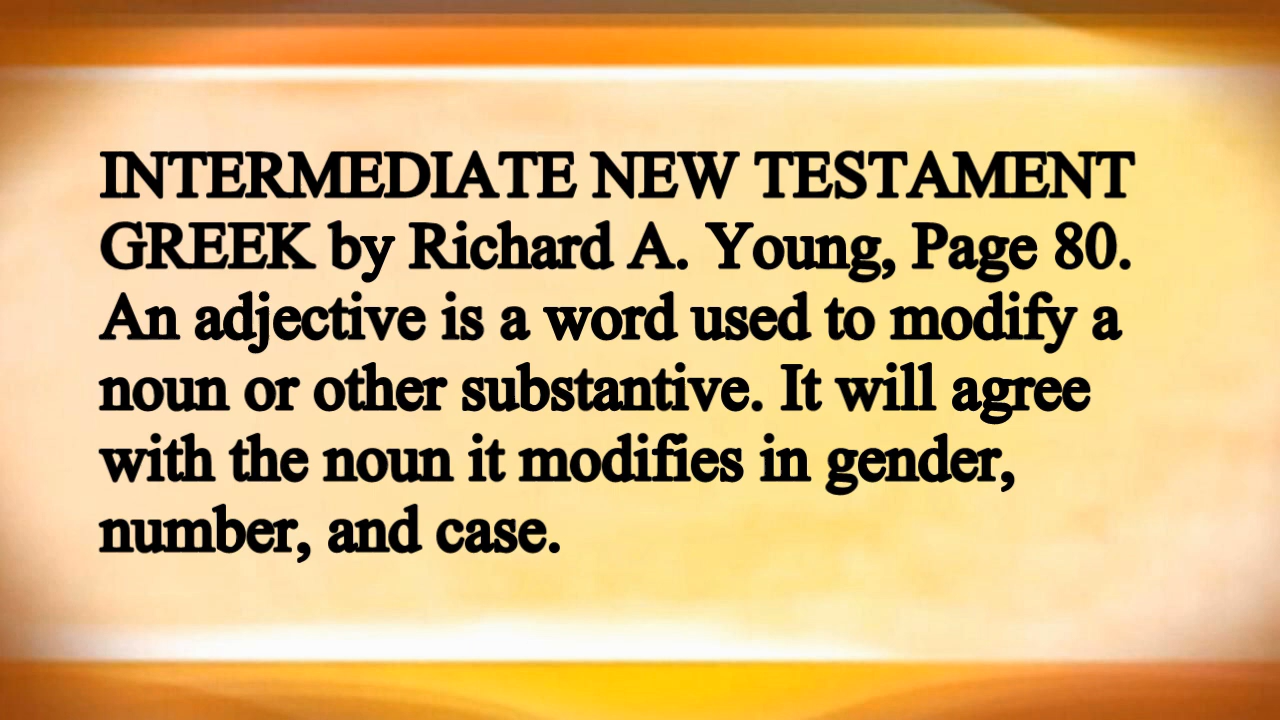 INTERMEDIATE NEW TESTAMENT
GREEK by Richard A. Young, Page 80.
An adjective is a word used to modify a
noun or other substantive. It will agree
with the noun it modifies in gender,
number, and case.